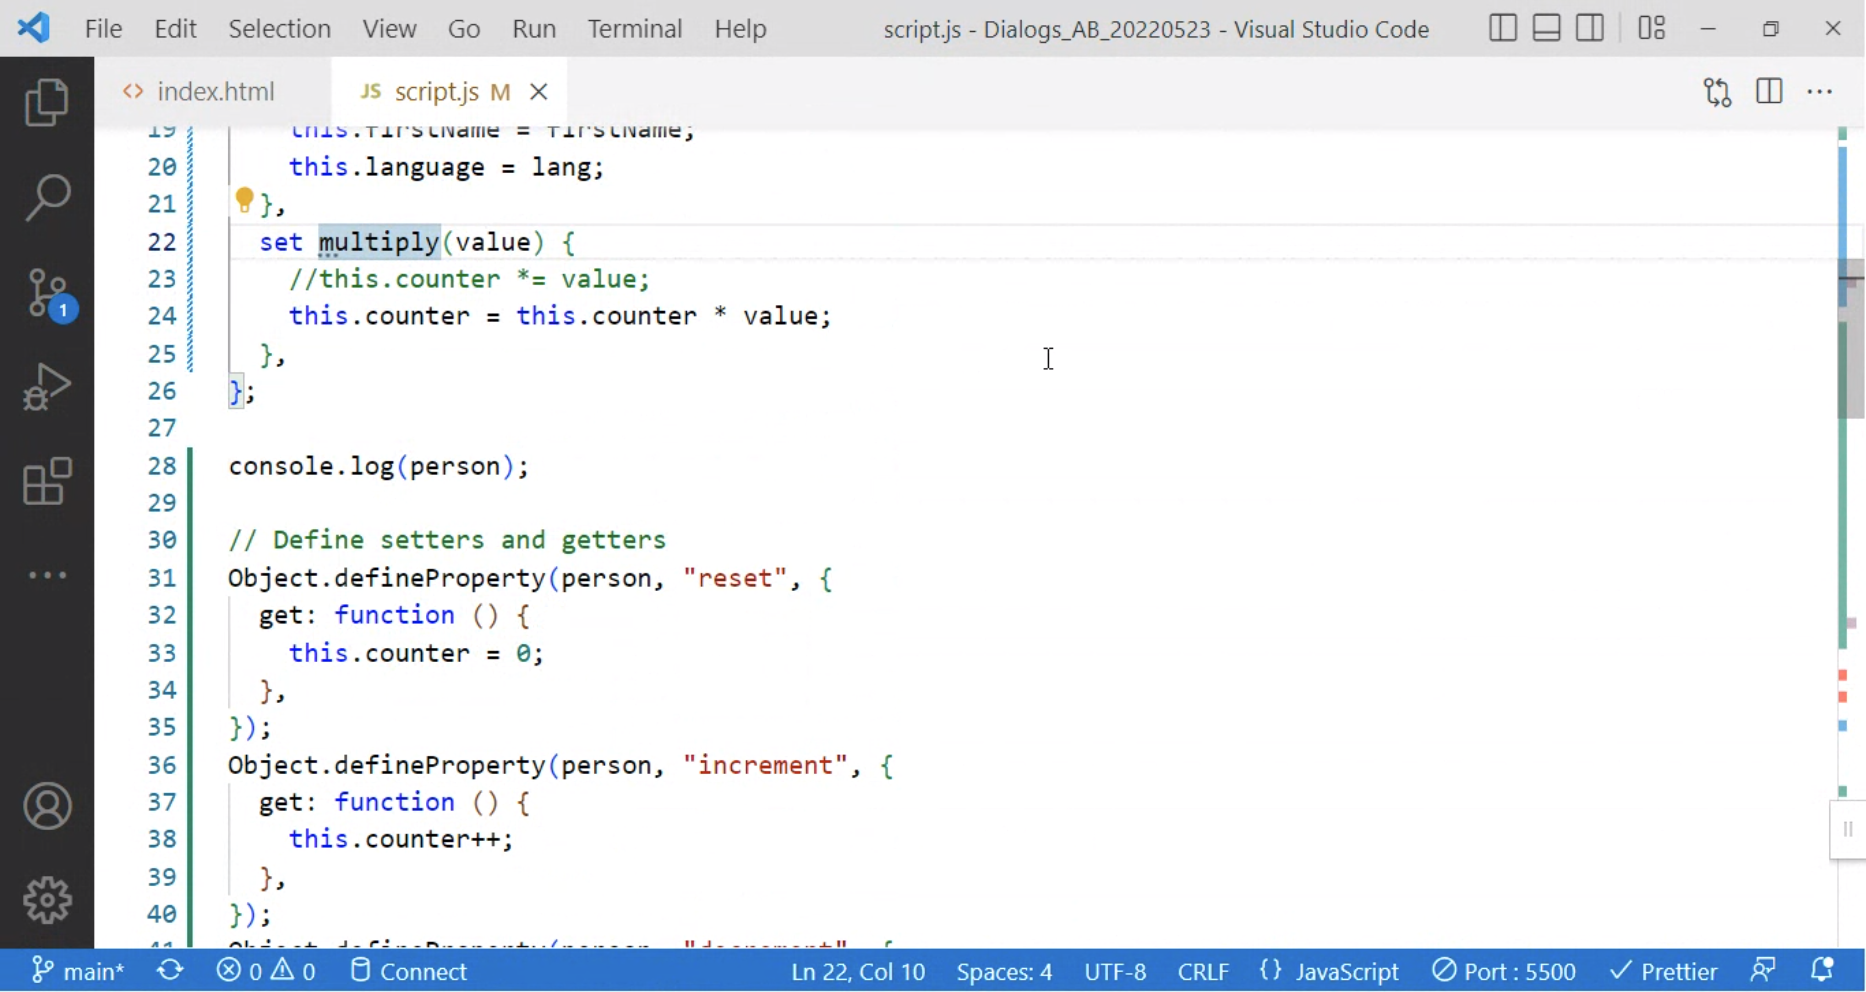 File Edit Selection View Go Run Terminal Help script.js - Dialogs_AB_20220523 - Visual Studio Code
<> index.html JS script.js M
19 this.firstName = firstName;
20 this.language = lang;
21 },
22 set multiply(value) {
23 //this.counter *= value;
24 this.counter = this.counter * value;
25 },
26 };
27
28 console.log(person);
29
30 // Define setters and getters
31 Object.defineProperty(person, "reset", {
32 get: function () {
33 this.counter = 0;
34 },
35 });
36 Object.defineProperty(person, "increment", {
37 get: function () {
38 this.counter++;
39 },
40 });
41 Object.defineProperty(person, "decrement", {
1
main* 0 0 Connect Ln 22, Col 10 Spaces: 4 UTF-8 CRLF {} JavaScript Port : 5500 Prettier